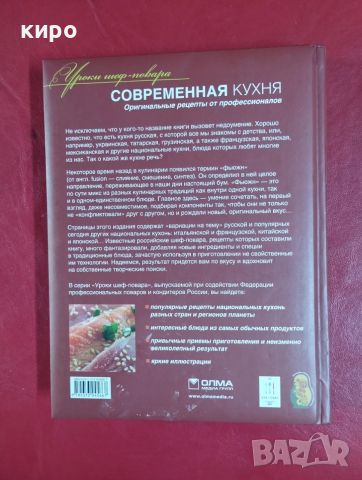 киро
Уроки шеф-повара
СОВРЕМЕННАЯ КУХНЯ
Оригинальные рецепты от профессионалов
Не исключаем, что у кого-то название книги вызовет недоумение. Хорошо
известно, что есть кухня русская, с которой все мы знакомы с детства, или,
например, украинская, татарская, грузинская, а также французская, японская,
мексиканская и другие национальные кухни, блюда которых любят многие
из нас. Так о какой же кухне речь?
Некоторое время назад в кулинарии появился термин «Фьюжн»
(от англ. fusion — слияние, смешение, синтез). Он определил в ней целое
направление, переживающее в наши дни настоящий бум. «Фьюжн» — это
по сути микс из разных кулинарных традиций как внутри одной кухни, так
и в одном-единственном блюде. Главное здесь — умение сочетать, на первый
взгляд, даже несовместимое, подбирая компоненты так, чтобы они не только
не «конфликтовали» друг с другом, но и рождали новый, оригинальный вкус...
Страницы этого издания содержат «вариации на тему» русской и популярных
сегодня других национальных кухонь: итальянской и французской, китайской
и японской... Известные российские шеф-повара, рецепты которых составили
книгу, много фантазировали, добавляя новые ингредиенты и специи
в традиционные блюда, зачастую используя в приготовлении не свойственные
им технологии. Надеемся, результат придется вам по вкусу и вдохновит
на собственные творческие поиски.
В серии «Уроки шеф-повара», выпускаемой при содействии Федерации
профессиональных поваров и кондитеров России, вы найдете:
популярные рецепты национальных кухонь
разных стран и регионов планеты
интересные блюда из самых обычных продуктов
привычные приемы приготовления и неизменно
великолепный результат
яркие иллюстрации
ОЛМА
МЕДИА ГРУПП
www.olmamedia.ru
bazar.bg